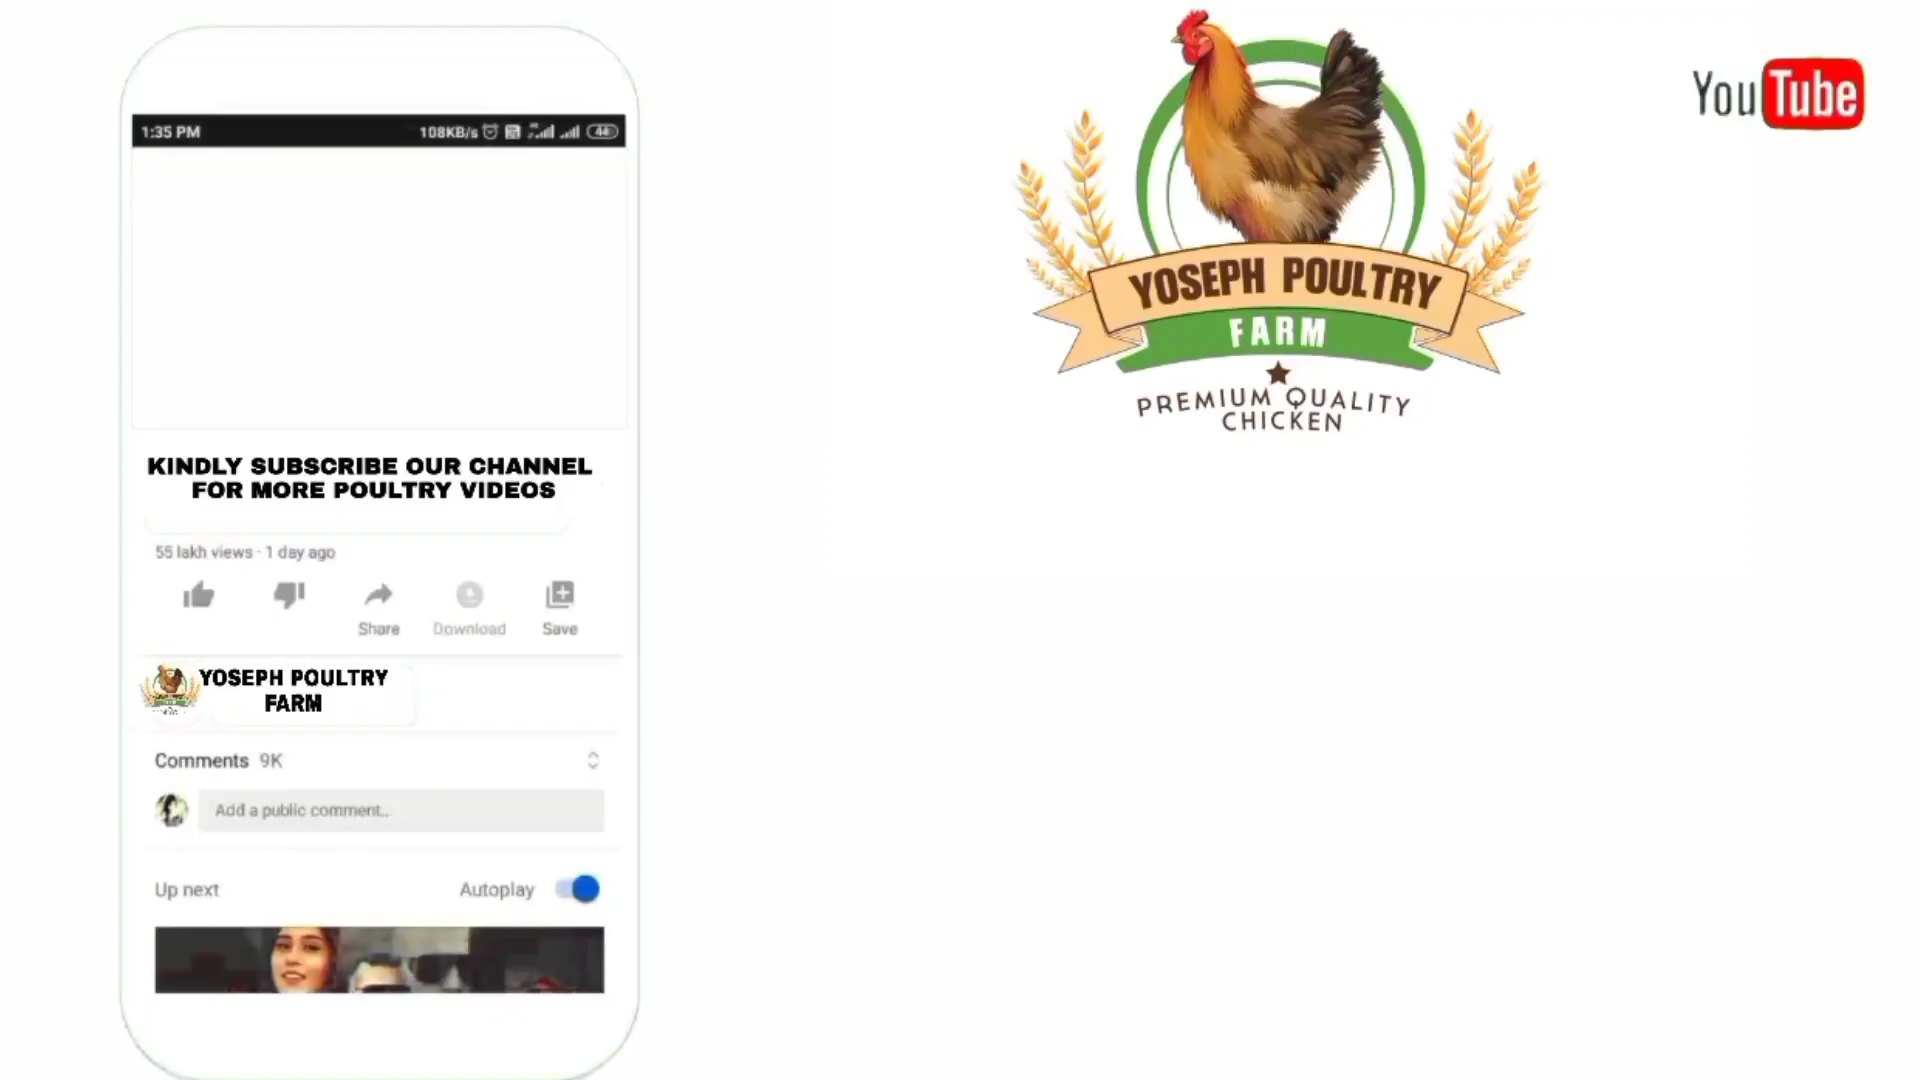 1:35 PM
108KB/s
44
KINDLY SUBSCRIBE OUR CHANNEL
FOR MORE POULTRY VIDEOS
55 lakh views · 1 day ago
Share
Download
Save
YOSEPH POULTRY
FARM
Comments 9K
Add a public comment...
Up next
Autoplay
YOSEPH POULTRY
FARM
PREMIUM QUALITY
CHICKEN
YouTube